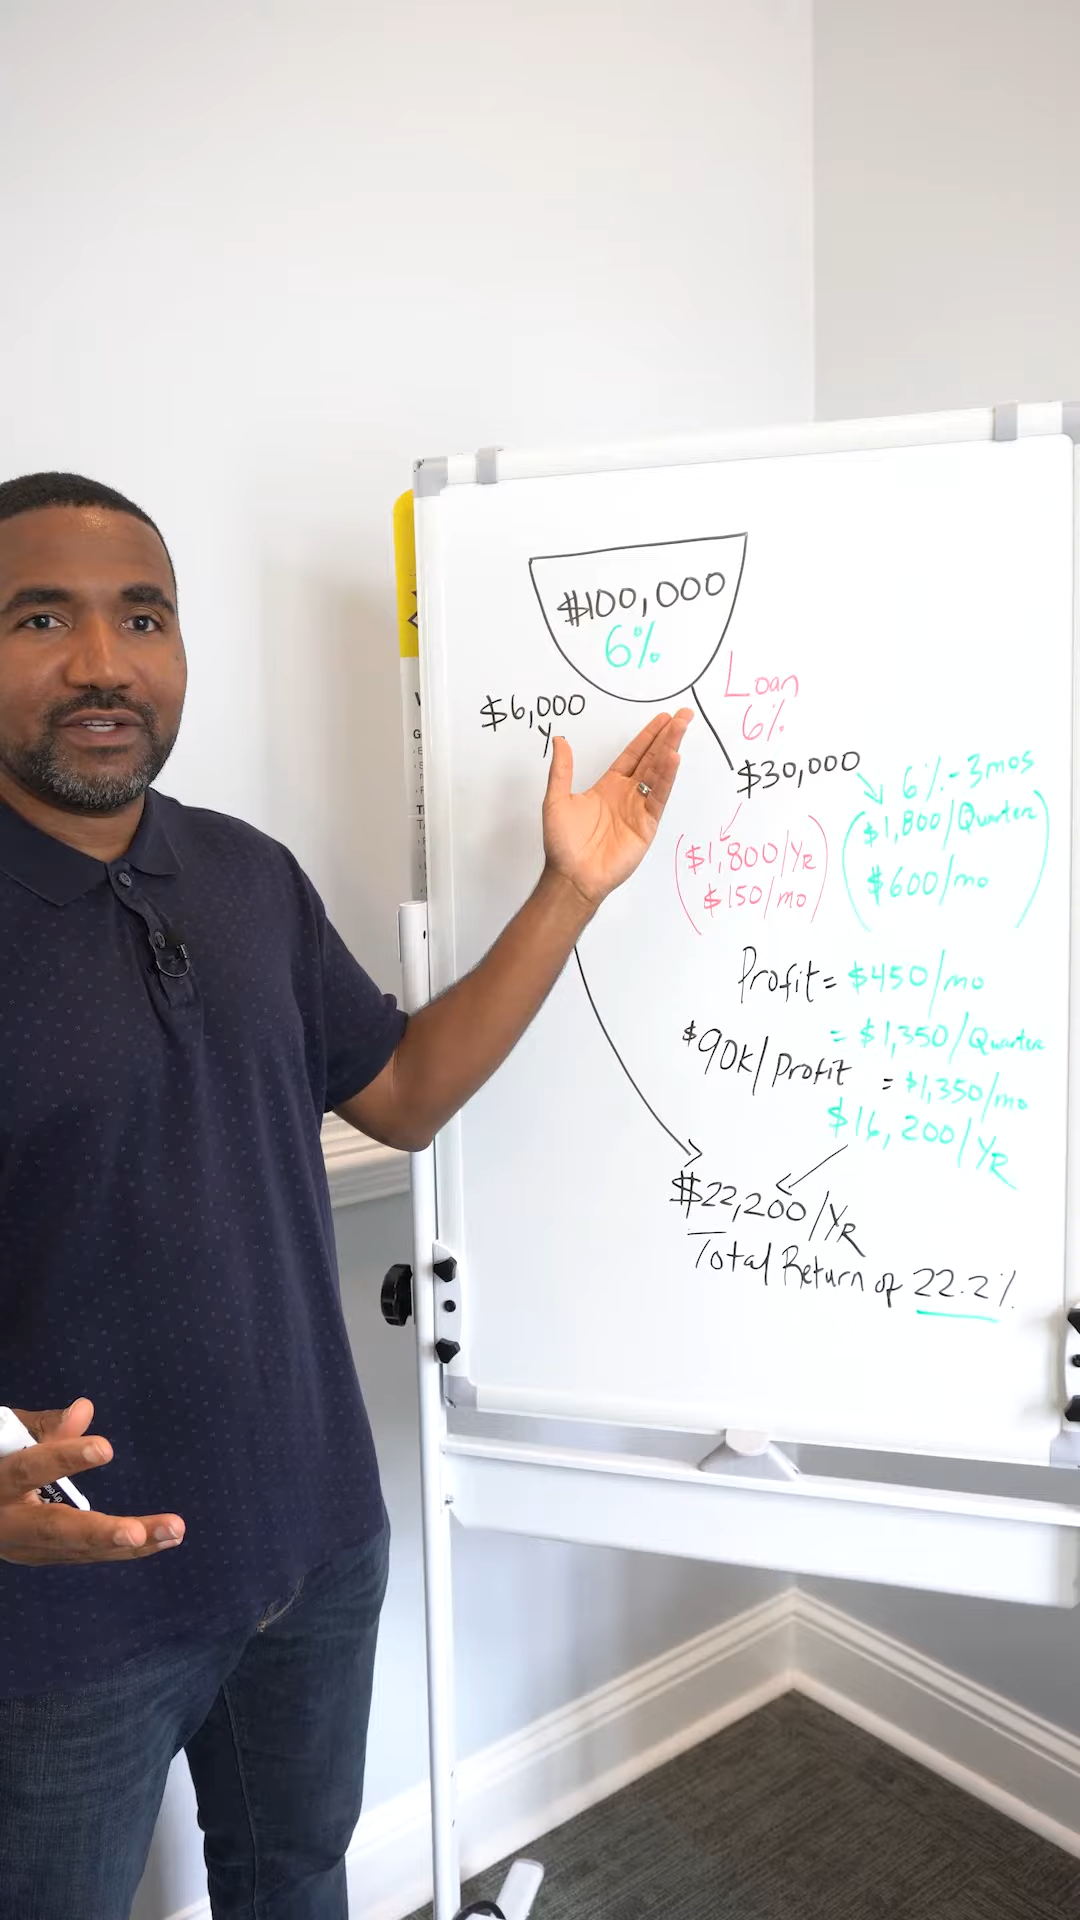 $100,000
6%
$6,000
Loan
6%
$30,000
6% - 3mos
$1,800/Quarter
$600/mo
$1,800/YR
$150/mo
Profit = $450/mo
= $1,350/Quarter
$90K/Profit = $1,350/mo
$16,200/YR
$22,200/YR
Total Return of 22.2%